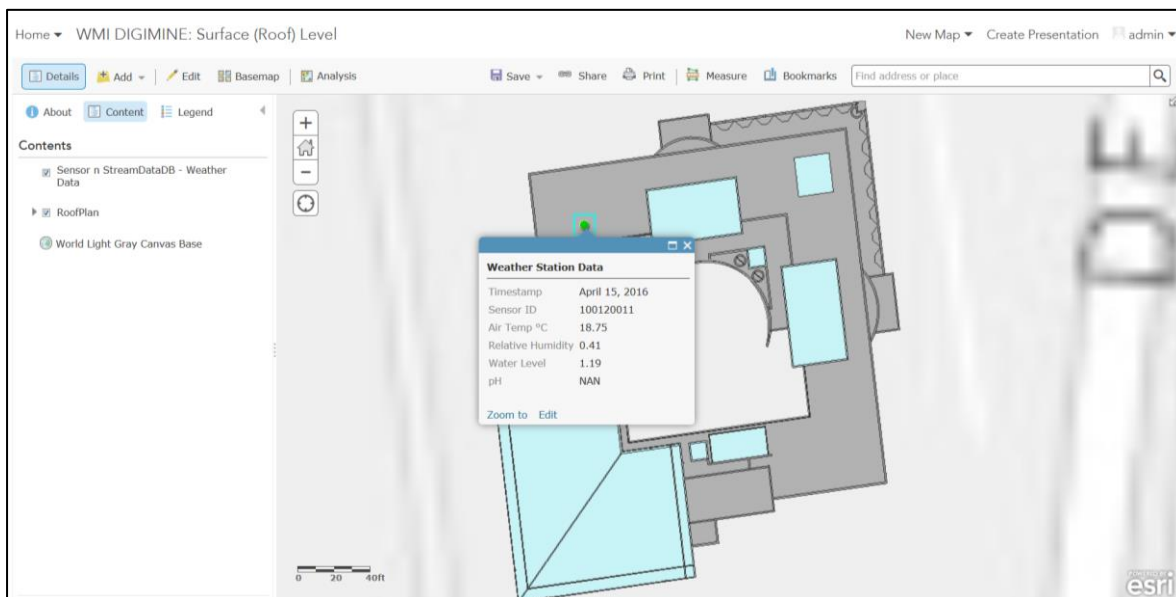 Home ▾ WMI DIGIMINE: Surface (Roof) Level New Map ▾ Create Presentation admin ▾
Details Add Edit Basemap Analysis Save Share Print Measure Bookmarks Find address or place
About Content Legend
Contents
Sensor n StreamDataDB - Weather
Data
RoofPlan
World Light Gray Canvas Base
+
−
DE
Weather Station Data
Timestamp April 15, 2016
Sensor ID 100120011
Air Temp ºC 18.75
Relative Humidity 0.41
Water Level 1.19
pH NAN
Zoom to Edit
0 20 40ft
POWERED BY
esri